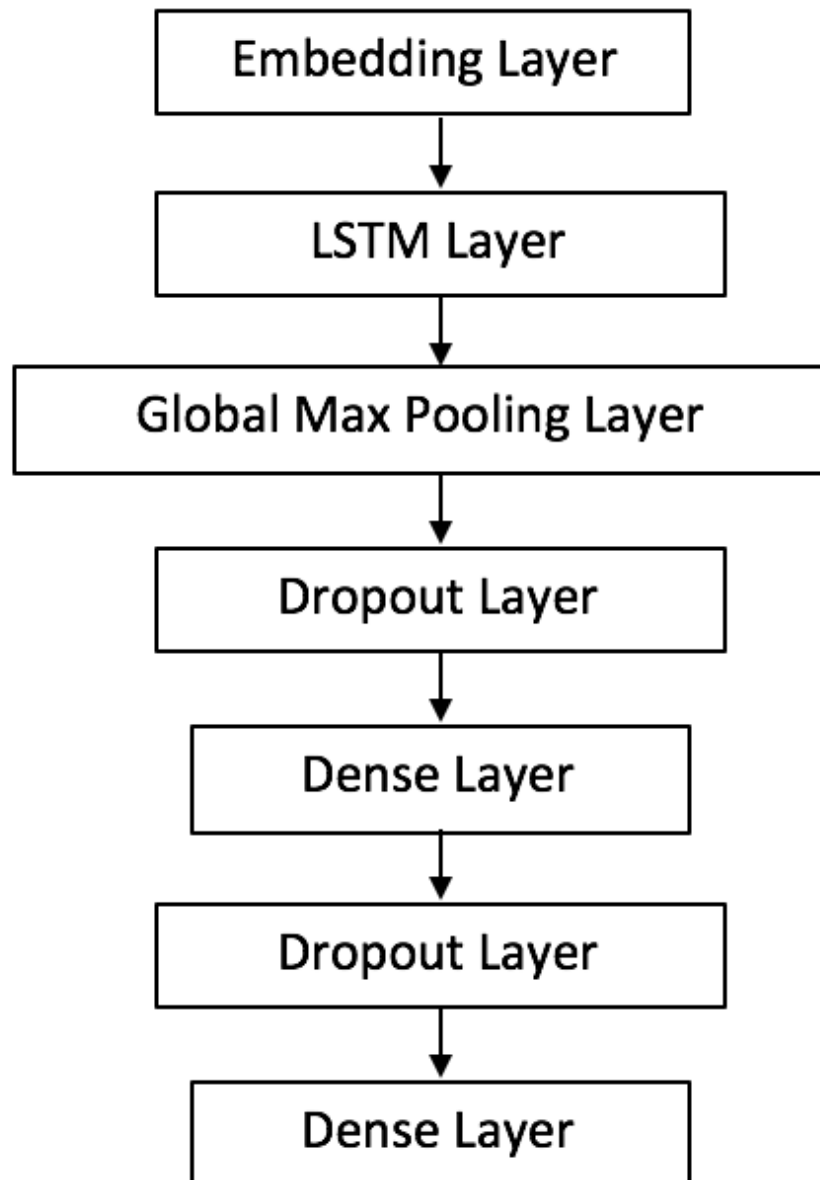 Embedding Layer
LSTM Layer
Global Max Pooling Layer
Dropout Layer
Dense Layer
Dropout Layer
Dense Layer